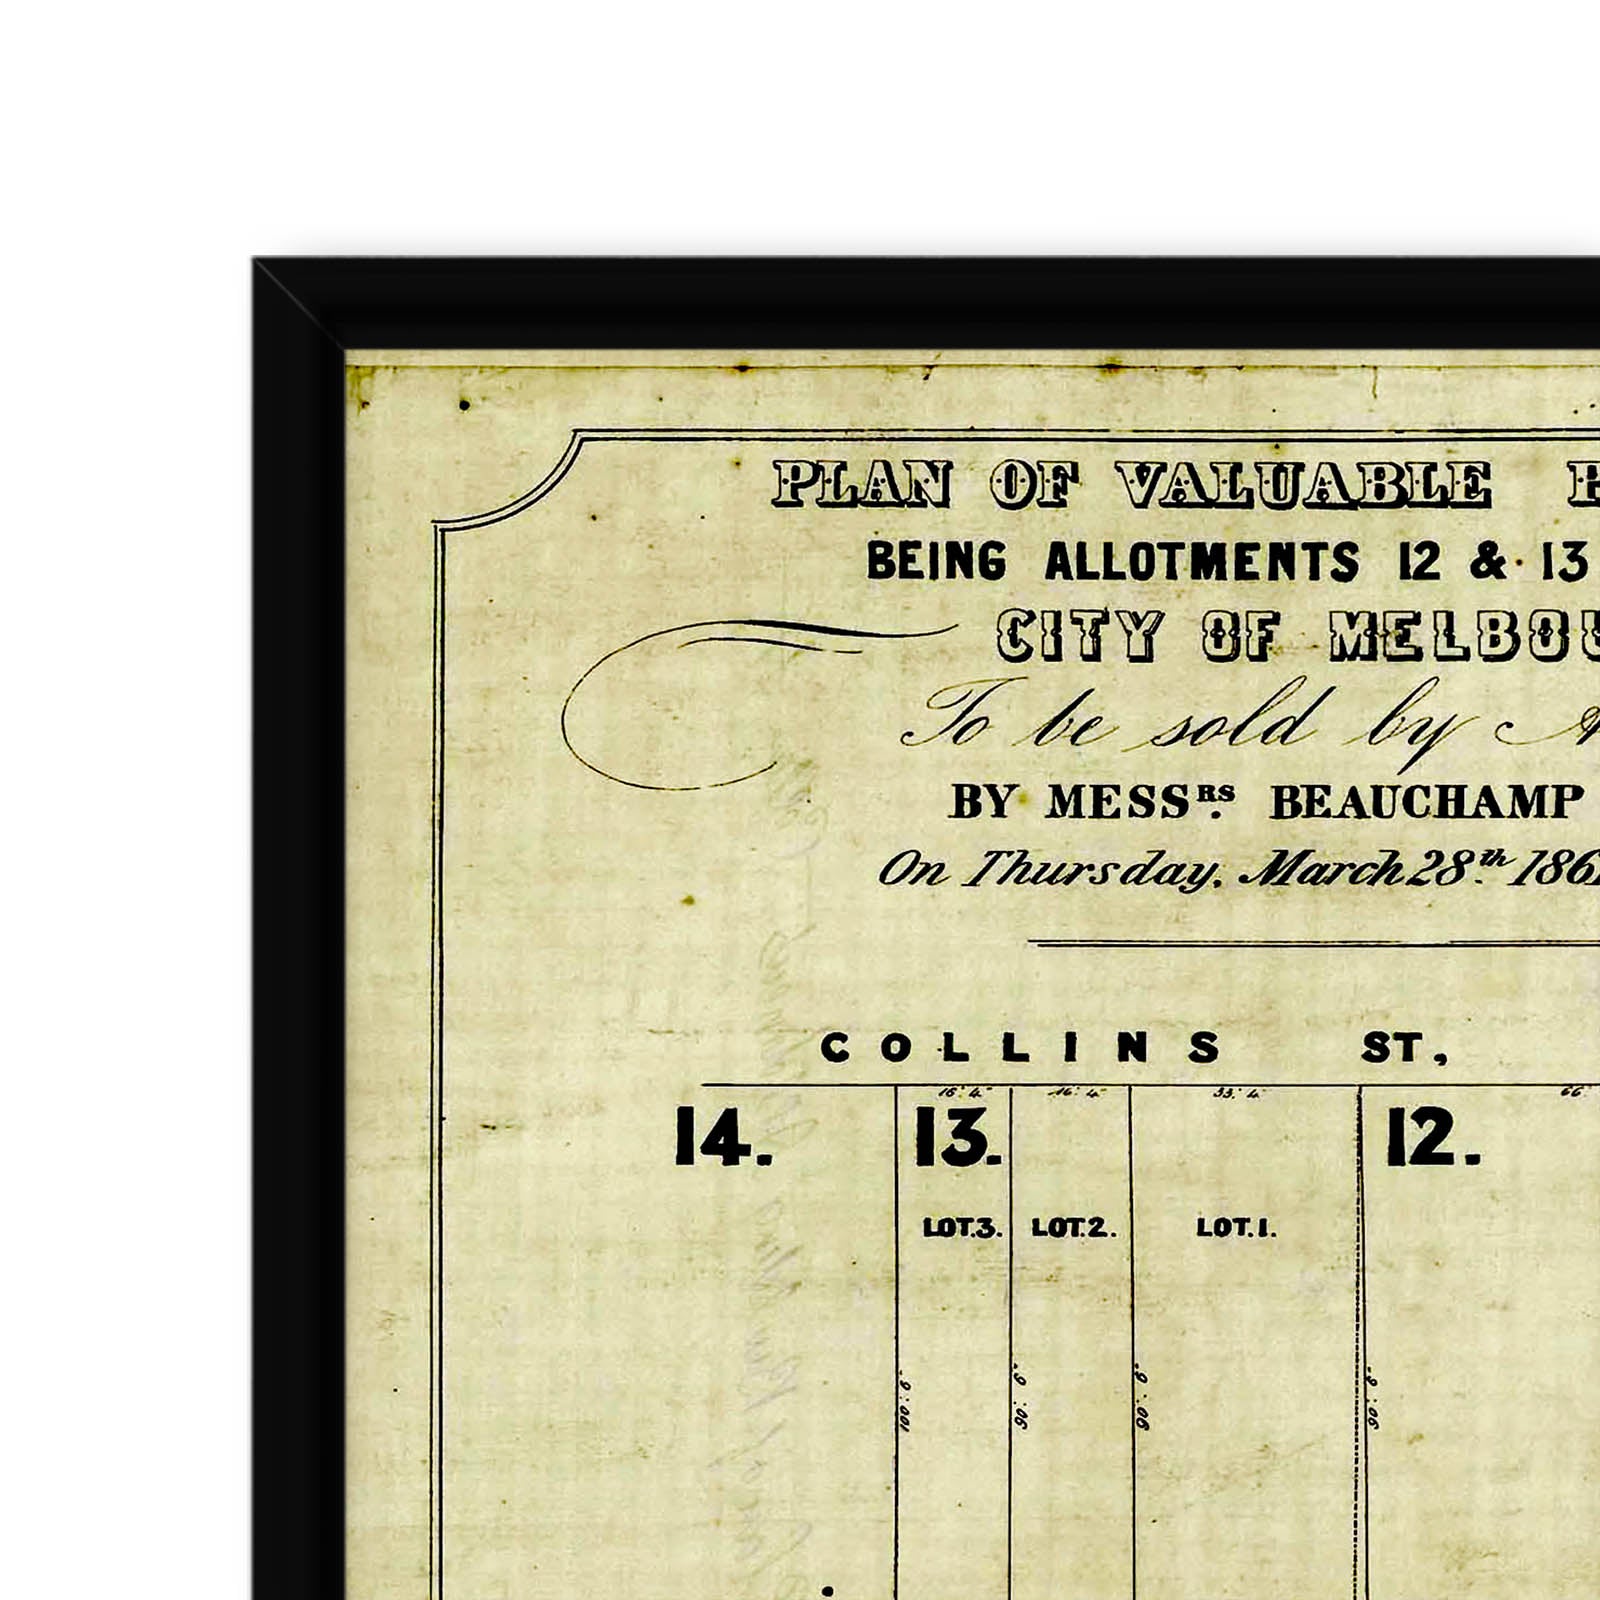 PLAN OF VALUABLE
BEING ALLOTMENTS 12 & 13
CITY OF MELBOU
To be sold by A
BY MESSRS. BEAUCHAMP
On Thursday, March 28th 186
COLLINS ST,
16' 4" 16' 4" 33' 4" 66'
14. 13. 12.
LOT.3. LOT.2. LOT.1.
100' 6" 90' 6" 90' 6" 90' 6"